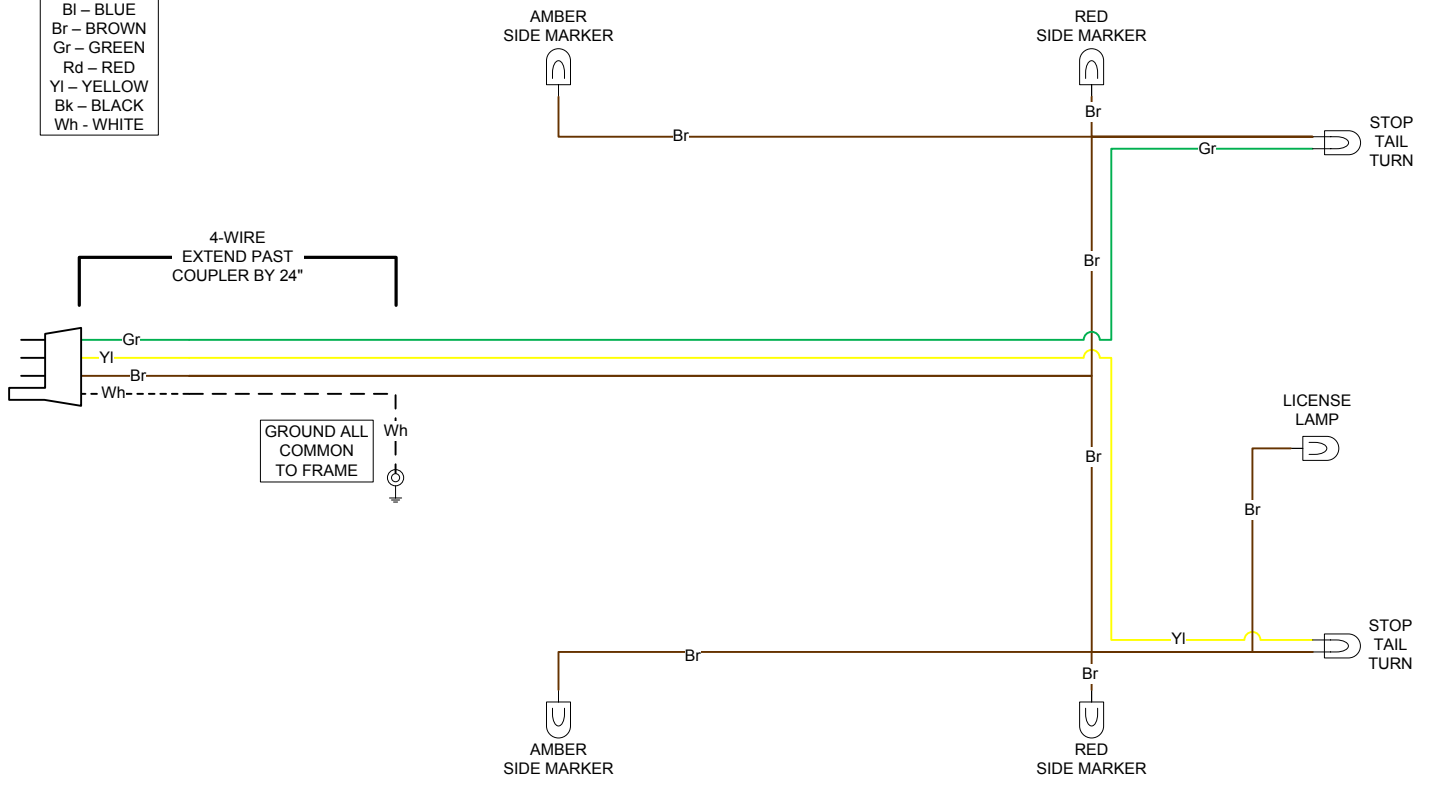 Bl – BLUE
Br – BROWN
Gr – GREEN
Rd – RED
Yl – YELLOW
Bk – BLACK
Wh - WHITE
AMBER
SIDE MARKER
RED
SIDE MARKER
Br
Br
STOP
TAIL
TURN
Gr
4-WIRE
EXTEND PAST
COUPLER BY 24"
Br
Gr
Yl
Br
Wh
GROUND ALL
COMMON
TO FRAME
Wh
Br
LICENSE
LAMP
Br
Yl
STOP
TAIL
TURN
Br
Br
AMBER
SIDE MARKER
RED
SIDE MARKER